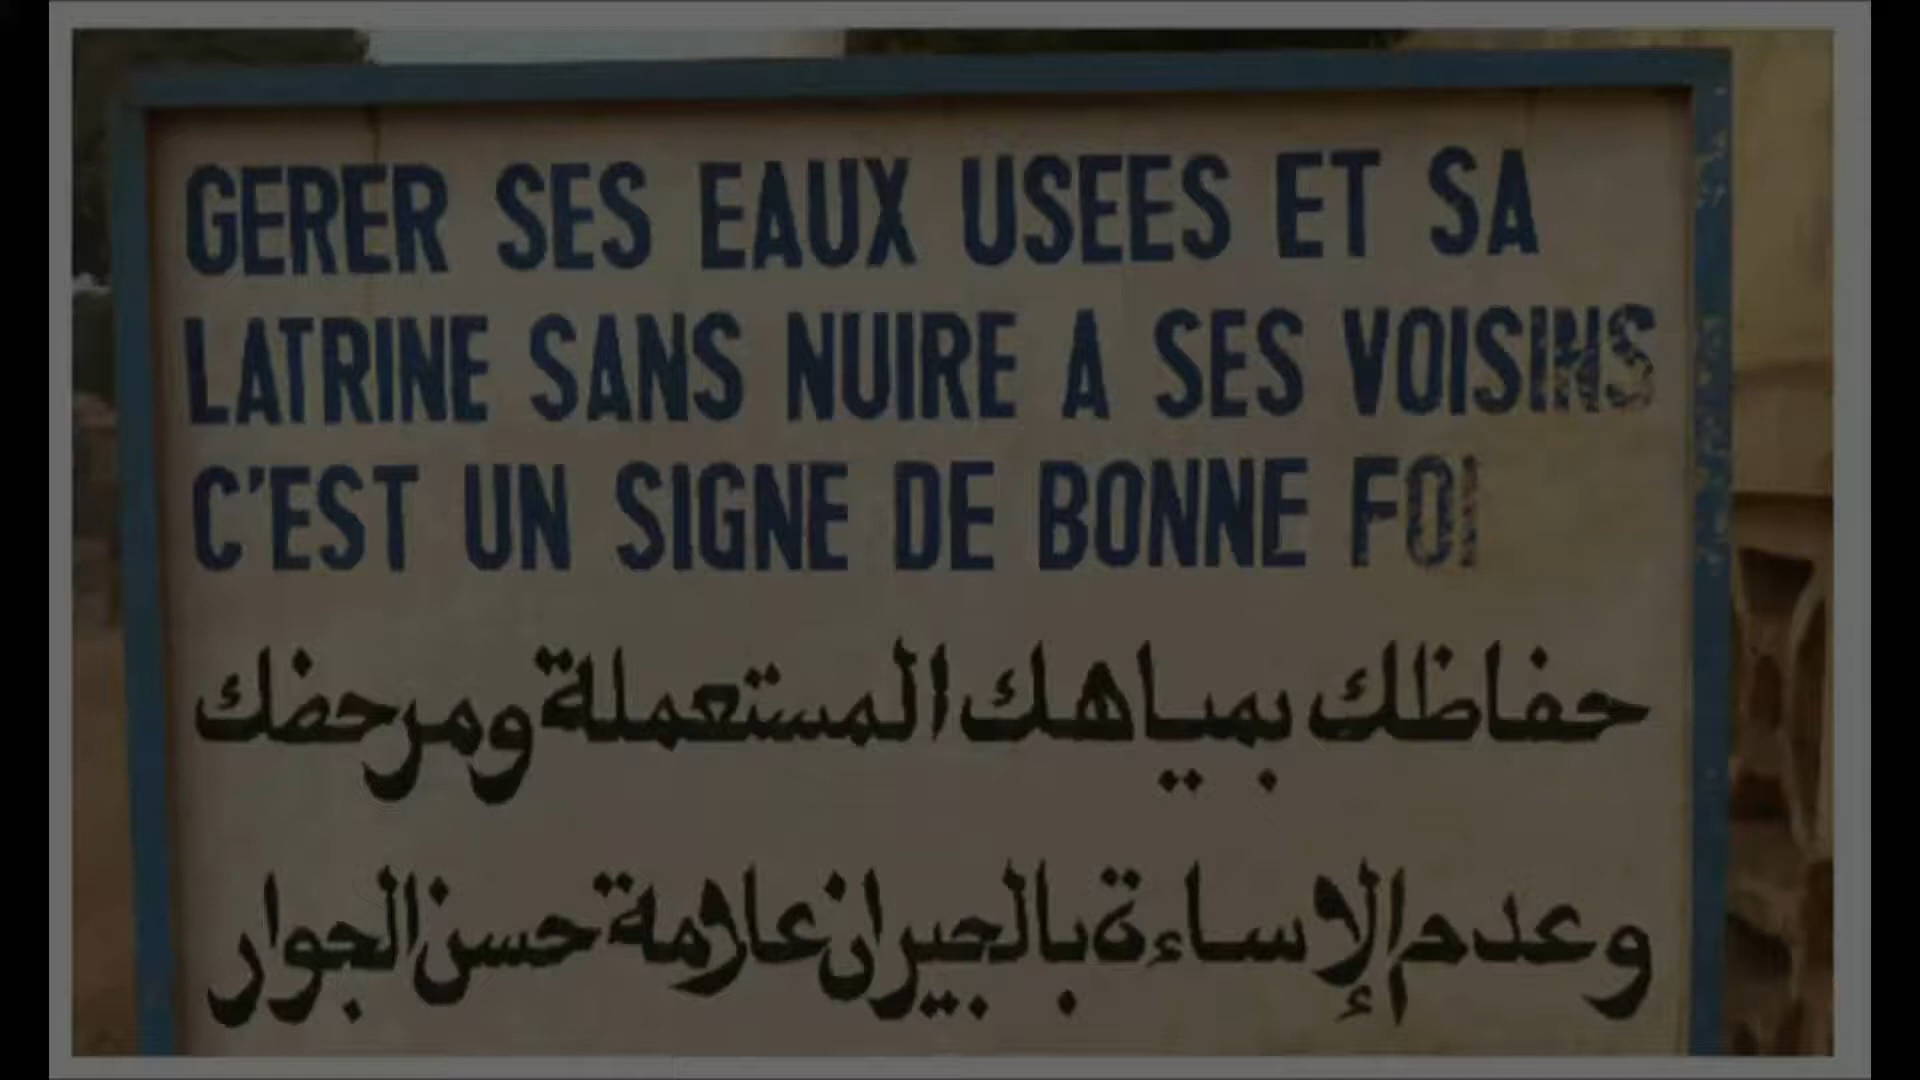 GERER SES EAUX USEES ET SA
LATRINE SANS NUIRE A SES VOISINS
C'EST UN SIGNE DE BONNE FOI
حفاظك بمياهك المستعملة ومرحضك
وعدم الإساءة بالجيران علامة حسن الجوار